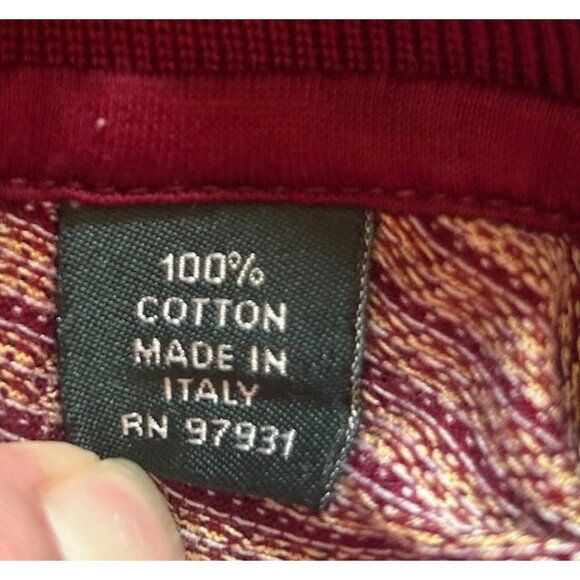 100%
COTTON
MADE IN
ITALY
RN 97931